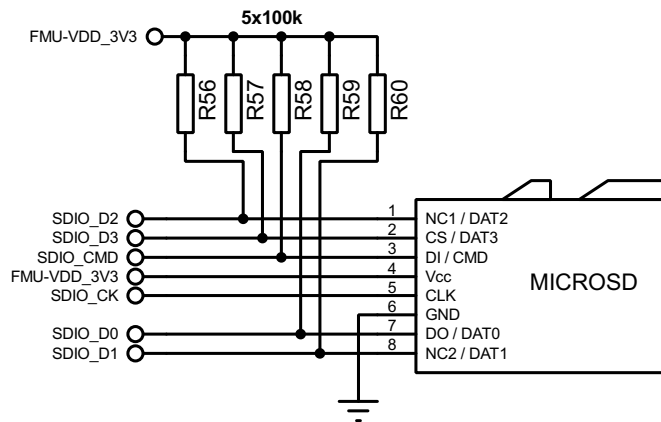 5x100k
FMU-VDD_3V3
R56
R57
R58
R59
R60
SDIO_D2
1
NC1 / DAT2
SDIO_D3
2
CS / DAT3
SDIO_CMD
3
DI / CMD
FMU-VDD_3V3
4
Vcc
SDIO_CK
5
CLK
6
GND
SDIO_D0
7
DO / DAT0
SDIO_D1
8
NC2 / DAT1
MICROSD